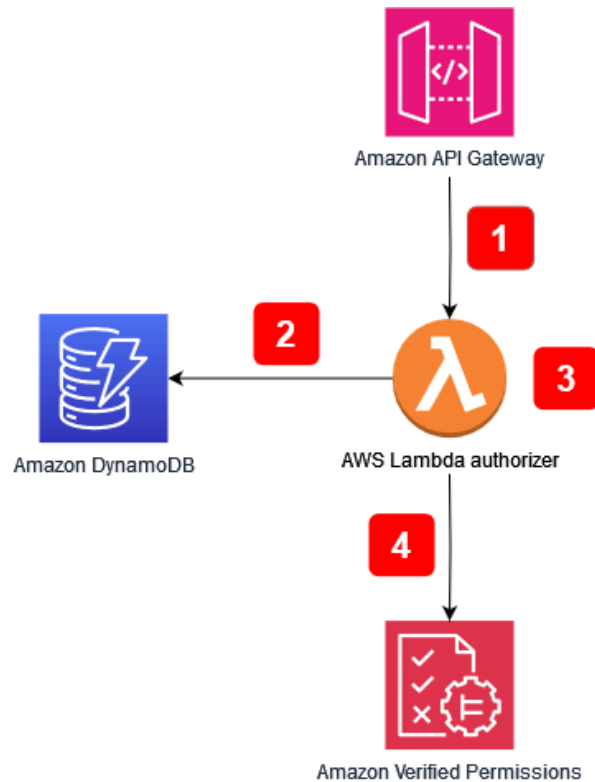 </>
Amazon API Gateway
1
2
3
Amazon DynamoDB
AWS Lambda authorizer
4
Amazon Verified Permissions